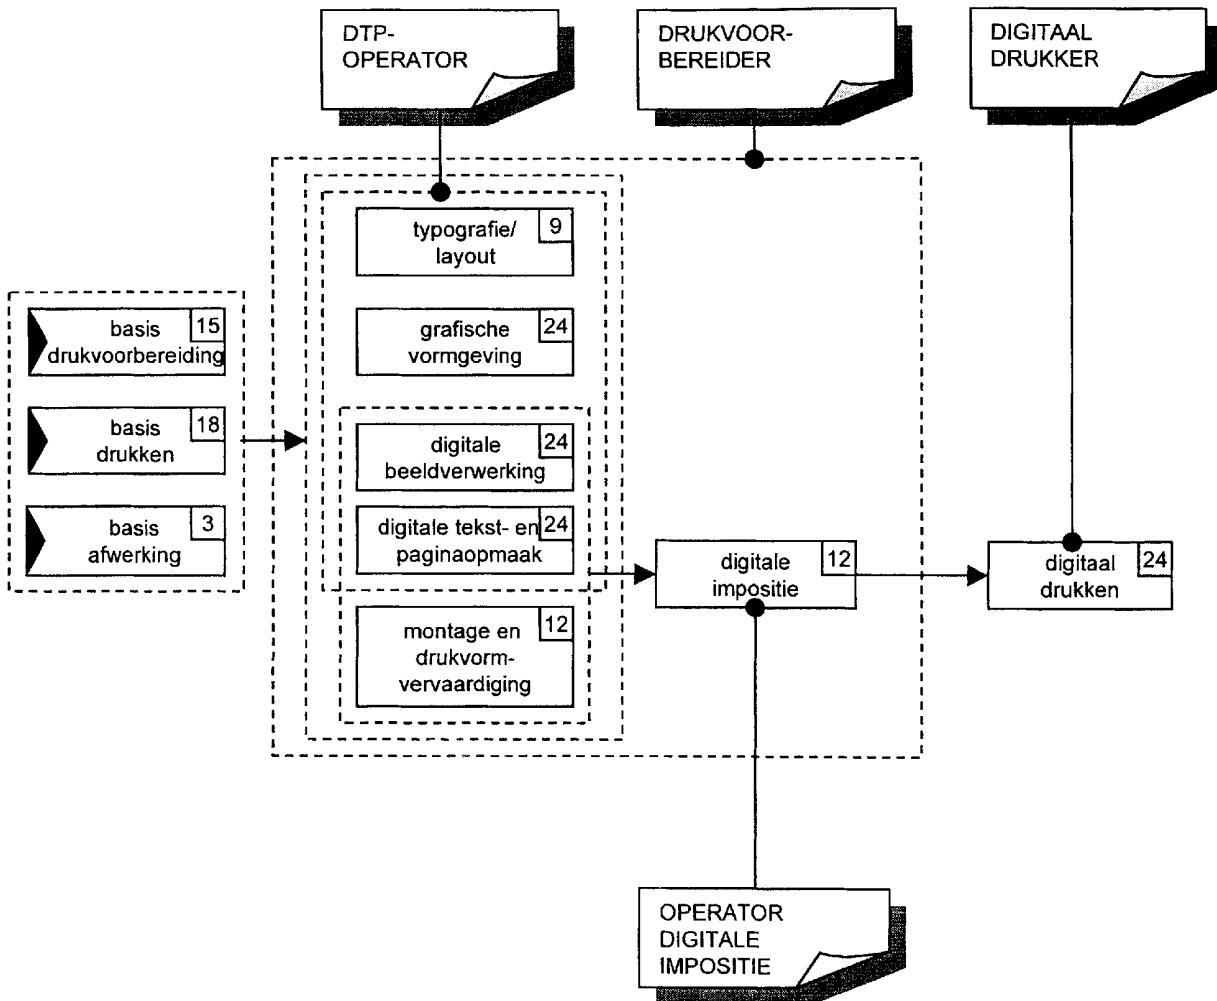 DTP-
OPERATOR
DRUKVOOR-
BEREIDER
DIGITAAL
DRUKKER
typografie/
layout
9
basis
drukvoorbereiding
15
grafische
vormgeving
24
basis
drukken
18
digitale
beeldverwerking
24
basis
afwerking
3
digitale tekst- en
paginaopmaak
24
digitale
impositie
12
digitaal
drukken
24
montage en
drukvorm-
vervaardiging
12
OPERATOR
DIGITALE
IMPOSITIE